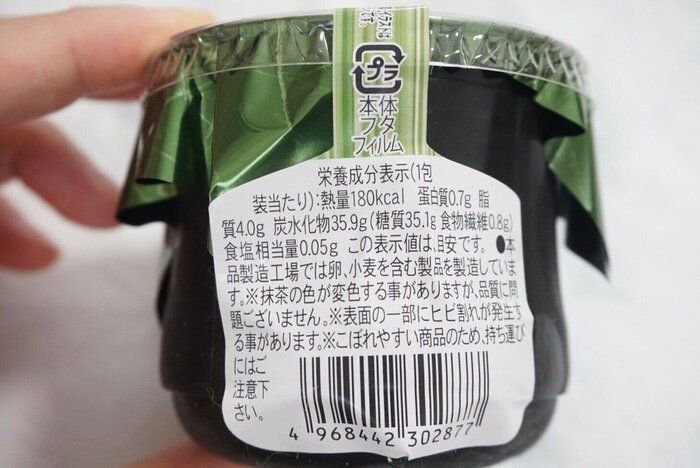 プラ
本体
フタ
フィルム
栄養成分表示(1包
装当たり):熱量180kcal 蛋白質0.7g 脂
質4.0g 炭水化物35.9g(糖質35.1g 食物繊維0.8g)
食塩相当量0.05g この表示値は、目安です。 ●本
品製造工場では卵、小麦を含む製品を製造していま
す。※抹茶の色が変色する事がありますが、品質に問
題ございません。※表面の一部にヒビ割れが発生す
る事があります。※こぼれやすい商品のため、持ち運び
にはご
注意下
さい。
4 968442 302877